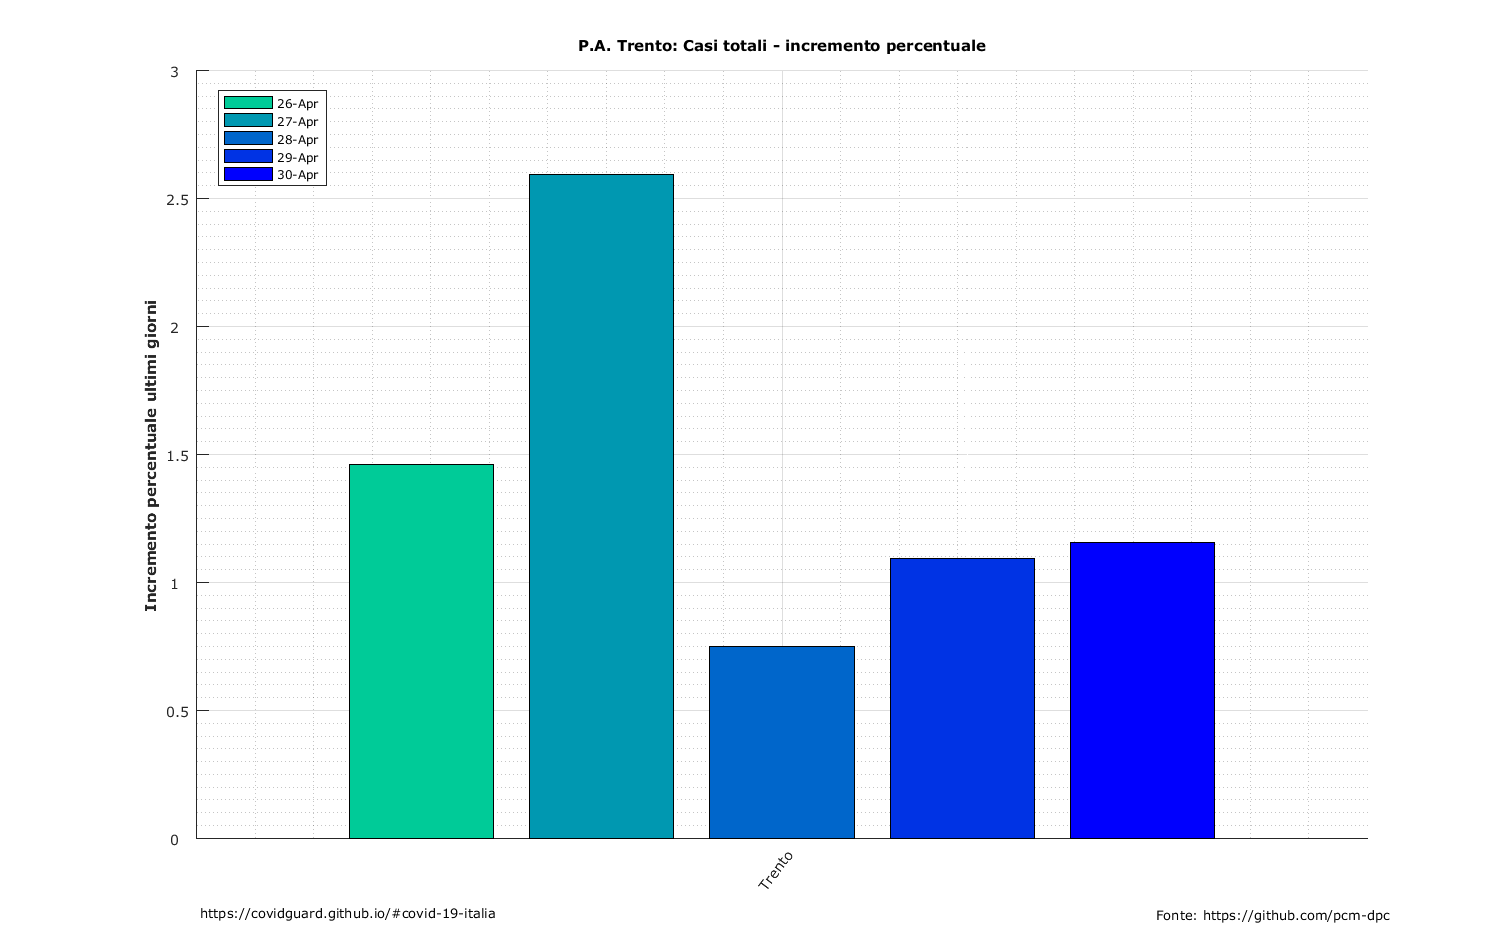 P.A. Trento: Casi totali - incremento percentuale
26-Apr
27-Apr
28-Apr
29-Apr
30-Apr
Incremento percentuale ultimi giorni
3
2.5
2
1.5
1
0.5
0
Trento
https://covidguard.github.io/#covid-19-italia
Fonte: https://github.com/pcm-dpc